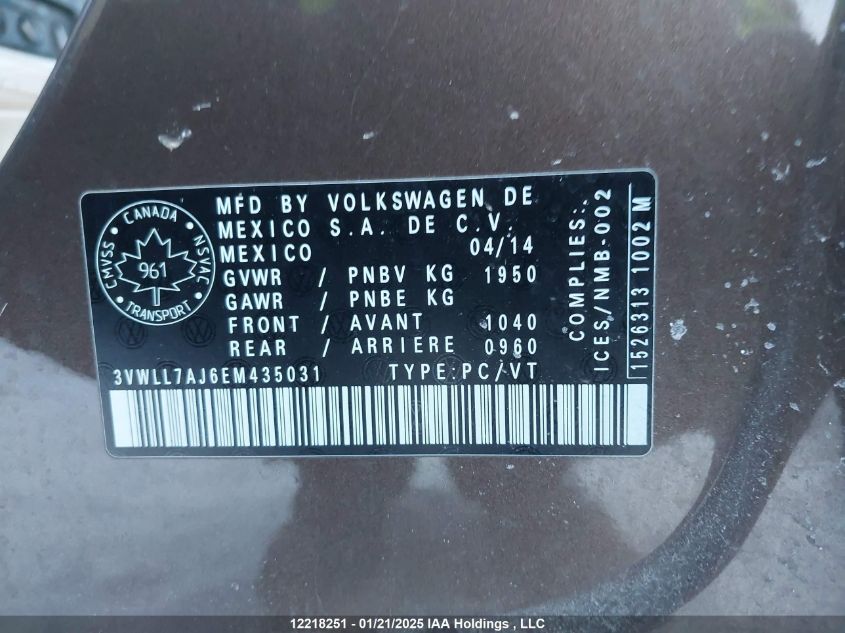 CANADA
CMVSS
NSVAC
961
TRANSPORT
MFD BY VOLKSWAGEN DE
MEXICO S.A. DE C.V.
MEXICO 04/14
GVWR / PNBV KG 1950
GAWR / PNBE KG
FRONT / AVANT 1040
REAR / ARRIERE 0960
3VWLL7AJ6EM435031 TYPE:PC/VT
COMPLIES:
ICES/NMB-002
1526313 1002 M
12218251 - 01/21/2025 IAA Holdings , LLC